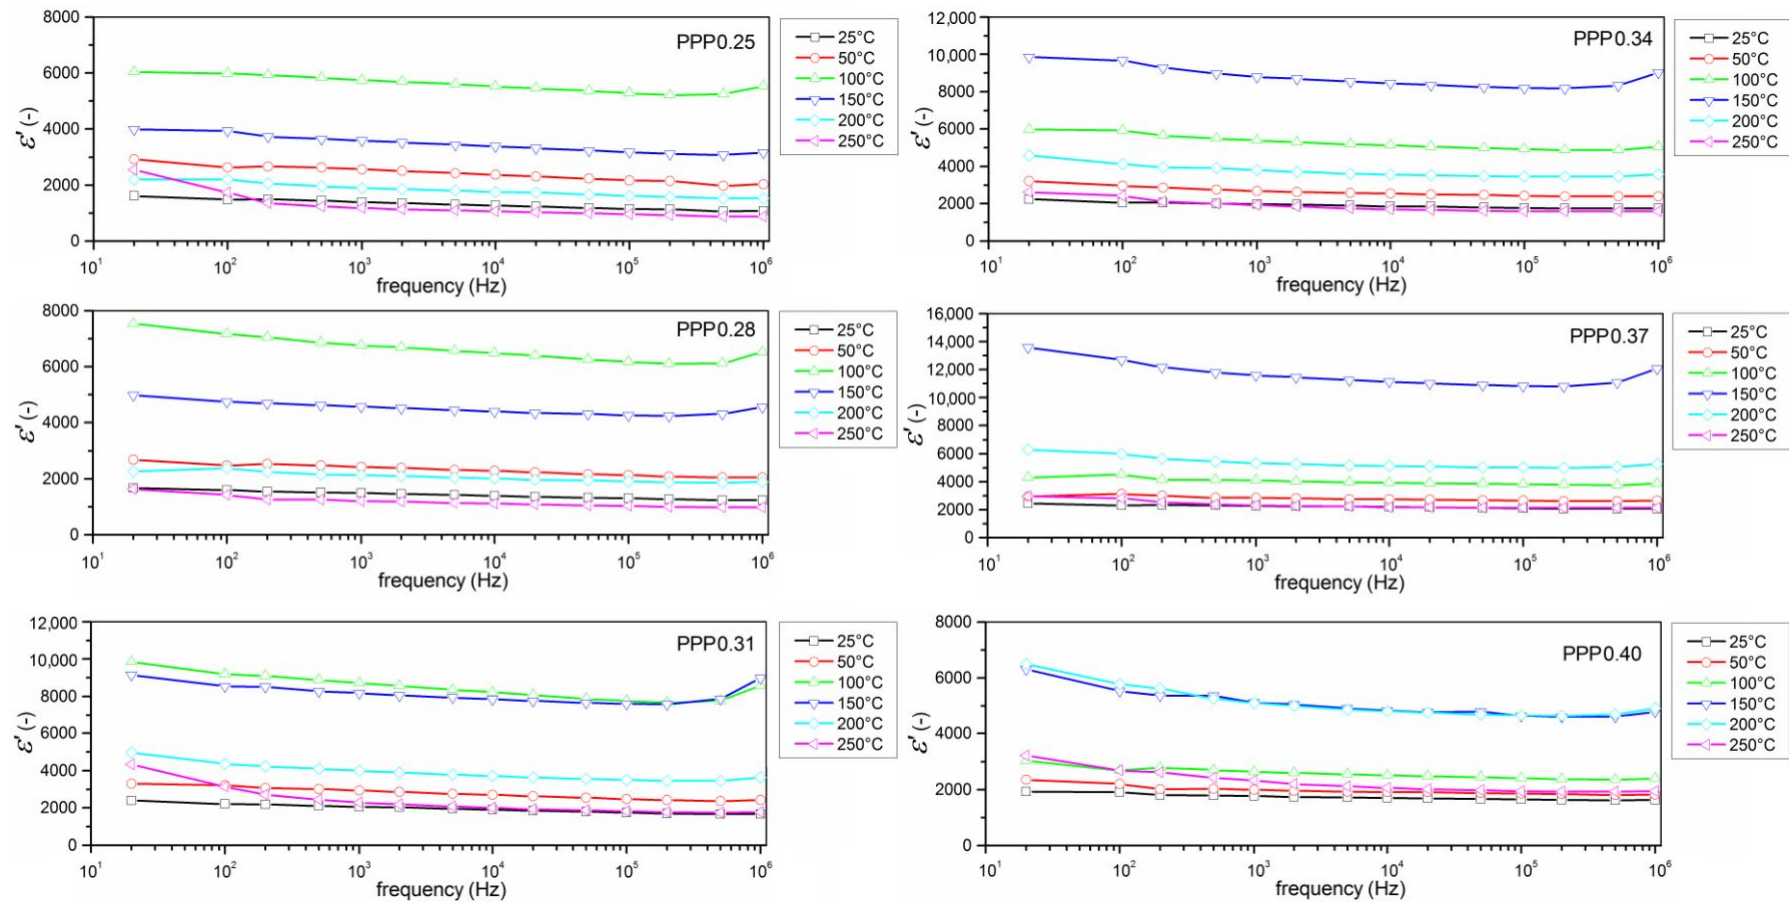 8000
6000
4000
2000
0
ε' (-)
PPP0.25
10¹ 10² 10³ 10⁴ 10⁵ 10⁶
frequency (Hz)
25°C
50°C
100°C
150°C
200°C
250°C
12,000
10,000
8000
6000
4000
2000
0
ε' (-)
PPP0.34
10¹ 10² 10³ 10⁴ 10⁵ 10⁶
frequency (Hz)
25°C
50°C
100°C
150°C
200°C
250°C
8000
6000
4000
2000
0
ε' (-)
PPP0.28
10¹ 10² 10³ 10⁴ 10⁵ 10⁶
frequency (Hz)
25°C
50°C
100°C
150°C
200°C
250°C
16,000
14,000
12,000
10,000
8000
6000
4000
2000
0
ε' (-)
PPP0.37
10¹ 10² 10³ 10⁴ 10⁵ 10⁶
frequency (Hz)
25°C
50°C
100°C
150°C
200°C
250°C
12,000
10,000
8000
6000
4000
2000
0
ε' (-)
PPP0.31
10¹ 10² 10³ 10⁴ 10⁵ 10⁶
frequency (Hz)
25°C
50°C
100°C
150°C
200°C
250°C
8000
6000
4000
2000
0
ε' (-)
PPP0.40
10¹ 10² 10³ 10⁴ 10⁵ 10⁶
frequency (Hz)
25°C
50°C
100°C
150°C
200°C
250°C